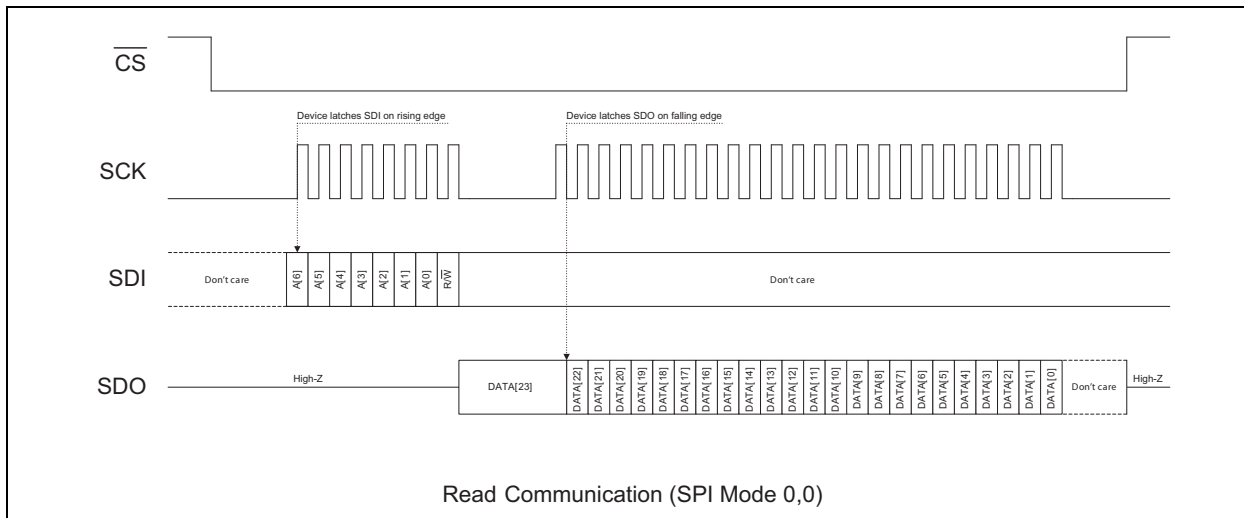 CS
Device latches SDI on rising edge
Device latches SDO on falling edge
SCK
SDI
Don't care
A[6]
A[5]
A[4]
A[3]
A[2]
A[1]
A[0]
R/W
Don't care
SDO
High-Z
DATA[23]
DATA[22]
DATA[21]
DATA[20]
DATA[19]
DATA[18]
DATA[17]
DATA[16]
DATA[15]
DATA[14]
DATA[13]
DATA[12]
DATA[11]
DATA[10]
DATA[9]
DATA[8]
DATA[7]
DATA[6]
DATA[5]
DATA[4]
DATA[3]
DATA[2]
DATA[1]
DATA[0]
Don't care
High-Z
Read Communication (SPI Mode 0,0)